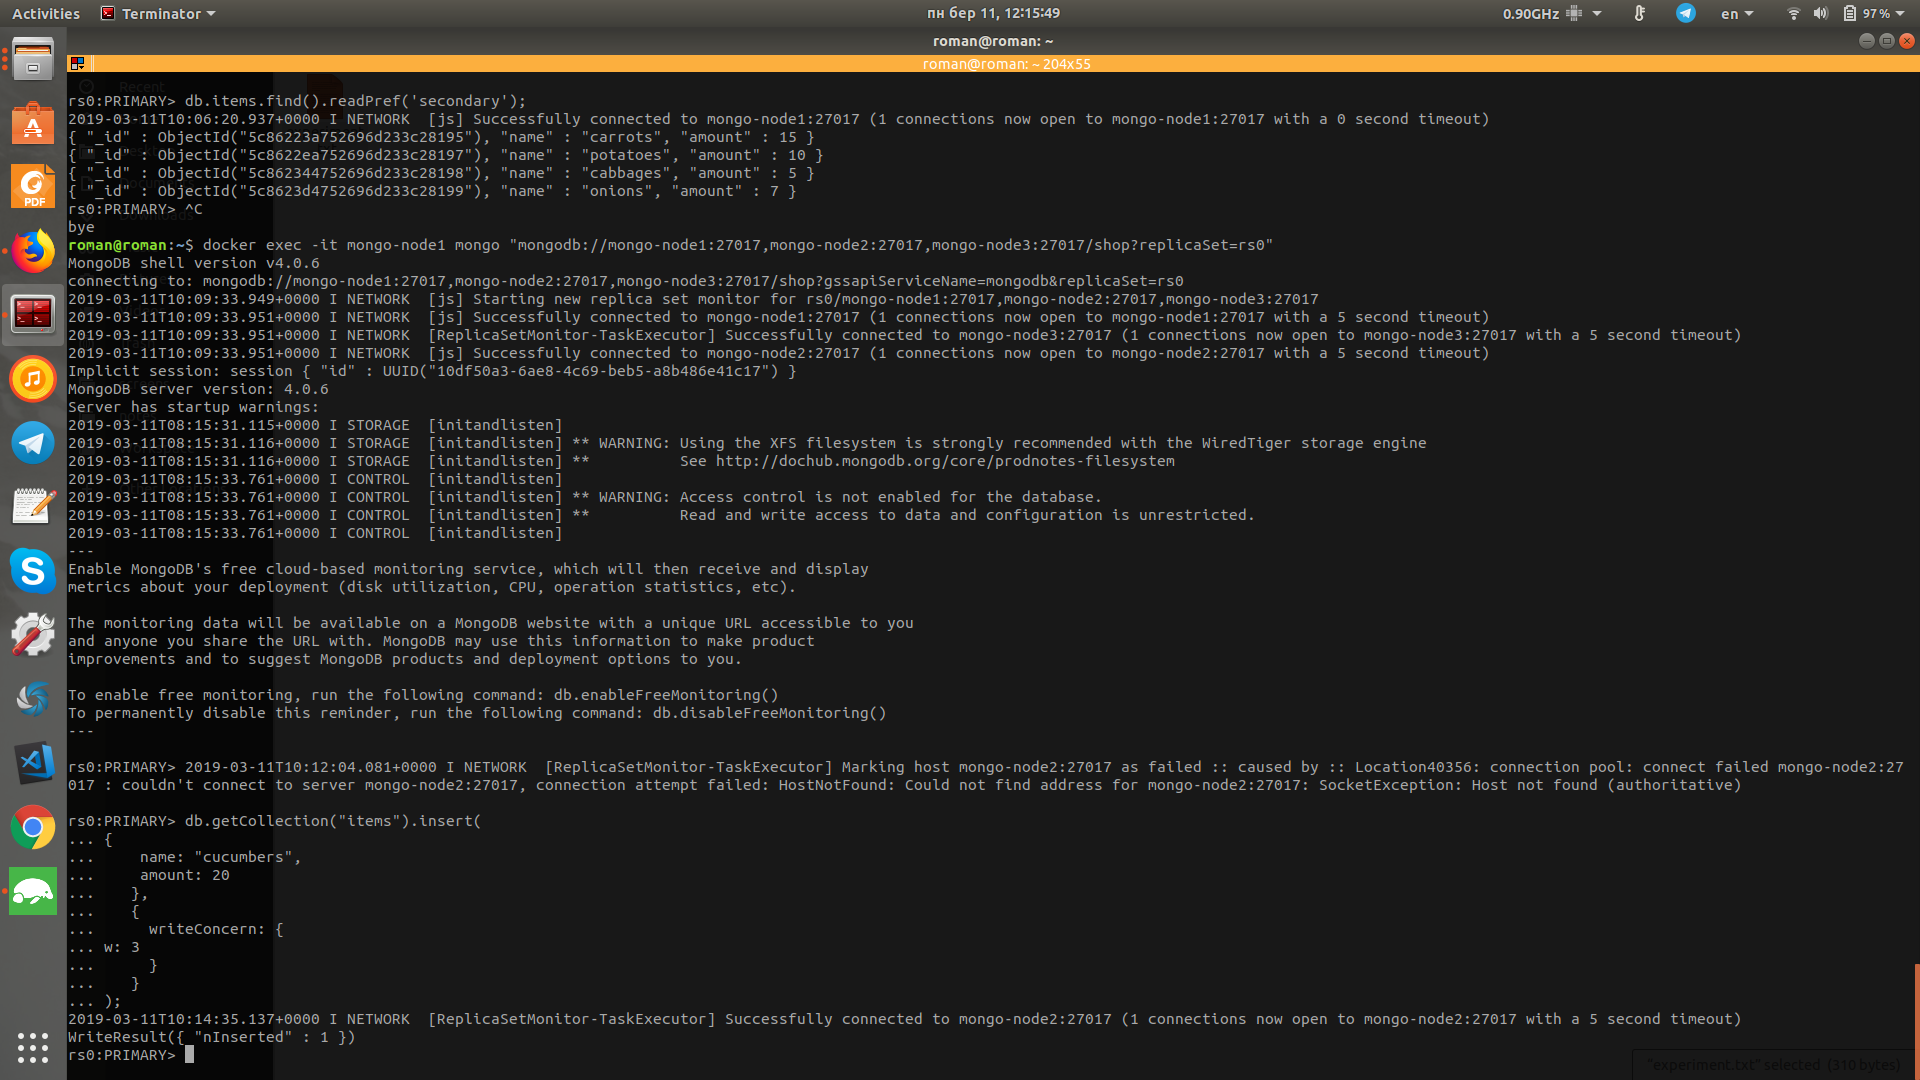 Activities
Terminator
пн бер 11, 12:15:49
0.90GHz
en
97 %
roman@roman: ~
roman@roman: ~ 204x55
Recent
rs0:PRIMARY> db.items.find().readPref('secondary');
2019-03-11T10:06:20.937+0000 I NETWORK  [js] Successfully connected to mongo-node1:27017 (1 connections now open to mongo-node1:27017 with a 0 second timeout)
{ "_id" : ObjectId("5c86223a752696d233c28195"), "name" : "carrots", "amount" : 15 }
{ "_id" : ObjectId("5c8622ea752696d233c28197"), "name" : "potatoes", "amount" : 10 }
{ "_id" : ObjectId("5c862344752696d233c28198"), "name" : "cabbages", "amount" : 5 }
{ "_id" : ObjectId("5c8623d4752696d233c28199"), "name" : "onions", "amount" : 7 }
rs0:PRIMARY> ^C
bye
roman@roman:~$ docker exec -it mongo-node1 mongo "mongodb://mongo-node1:27017,mongo-node2:27017,mongo-node3:27017/shop?replicaSet=rs0"
MongoDB shell version v4.0.6
connecting to: mongodb://mongo-node1:27017,mongo-node2:27017,mongo-node3:27017/shop?gssapiServiceName=mongodb&replicaSet=rs0
2019-03-11T10:09:33.949+0000 I NETWORK  [js] Starting new replica set monitor for rs0/mongo-node1:27017,mongo-node2:27017,mongo-node3:27017
2019-03-11T10:09:33.951+0000 I NETWORK  [js] Successfully connected to mongo-node1:27017 (1 connections now open to mongo-node1:27017 with a 5 second timeout)
2019-03-11T10:09:33.951+0000 I NETWORK  [ReplicaSetMonitor-TaskExecutor] Successfully connected to mongo-node3:27017 (1 connections now open to mongo-node3:27017 with a 5 second timeout)
2019-03-11T10:09:33.951+0000 I NETWORK  [js] Successfully connected to mongo-node2:27017 (1 connections now open to mongo-node2:27017 with a 5 second timeout)
Implicit session: session { "id" : UUID("10df50a3-6ae8-4c69-beb5-a8b486e41c17") }
MongoDB server version: 4.0.6
Server has startup warnings:
2019-03-11T08:15:31.115+0000 I STORAGE  [initandlisten]
2019-03-11T08:15:31.116+0000 I STORAGE  [initandlisten] ** WARNING: Using the XFS filesystem is strongly recommended with the WiredTiger storage engine
2019-03-11T08:15:31.116+0000 I STORAGE  [initandlisten] **          See http://dochub.mongodb.org/core/prodnotes-filesystem
2019-03-11T08:15:33.761+0000 I CONTROL  [initandlisten]
2019-03-11T08:15:33.761+0000 I CONTROL  [initandlisten] ** WARNING: Access control is not enabled for the database.
2019-03-11T08:15:33.761+0000 I CONTROL  [initandlisten] **          Read and write access to data and configuration is unrestricted.
2019-03-11T08:15:33.761+0000 I CONTROL  [initandlisten]
---
Enable MongoDB's free cloud-based monitoring service, which will then receive and display
metrics about your deployment (disk utilization, CPU, operation statistics, etc).
The monitoring data will be available on a MongoDB website with a unique URL accessible to you
and anyone you share the URL with. MongoDB may use this information to make product
improvements and to suggest MongoDB products and deployment options to you.
To enable free monitoring, run the following command: db.enableFreeMonitoring()
To permanently disable this reminder, run the following command: db.disableFreeMonitoring()
---
rs0:PRIMARY> 2019-03-11T10:12:04.081+0000 I NETWORK  [ReplicaSetMonitor-TaskExecutor] Marking host mongo-node2:27017 as failed :: caused by :: Location40356: connection pool: connect failed mongo-node2:27
017 : couldn't connect to server mongo-node2:27017, connection attempt failed: HostNotFound: Could not find address for mongo-node2:27017: SocketException: Host not found (authoritative)
rs0:PRIMARY> db.getCollection("items").insert(
... {
...     name: "cucumbers",
...     amount: 20
...    },
...    {
...      writeConcern: {
... w: 3
...      }
...    }
... );
2019-03-11T10:14:35.137+0000 I NETWORK  [ReplicaSetMonitor-TaskExecutor] Successfully connected to mongo-node2:27017 (1 connections now open to mongo-node2:27017 with a 5 second timeout)
WriteResult({ "nInserted" : 1 })
rs0:PRIMARY>
"experiment.txt" selected (310 bytes)
PDF